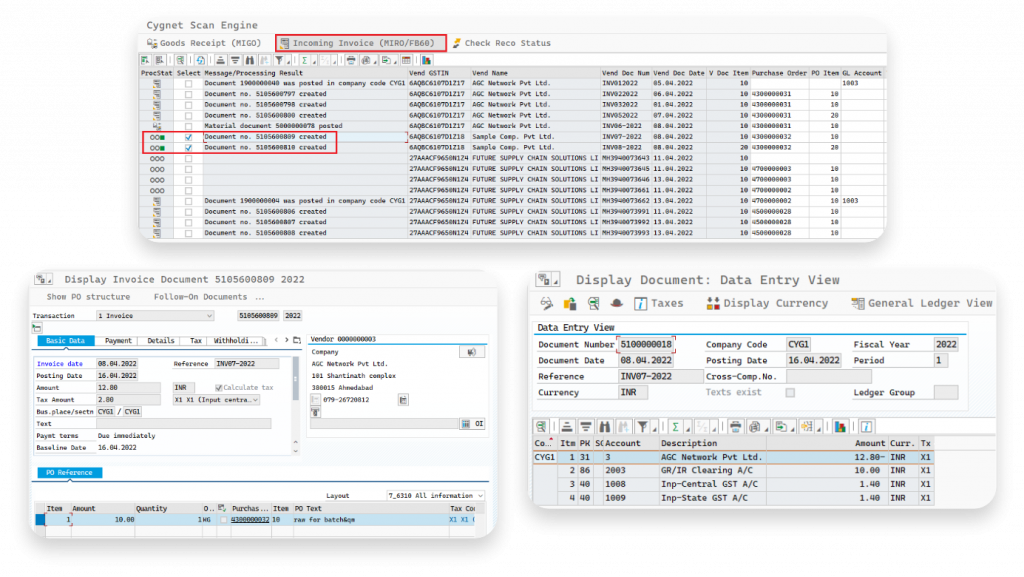 Cygnet Scan Engine
Goods Receipt (MIGO) Incoming Invoice (MIRO/FB60) Check Reco Status
ProcStat Select Message/Processing Result Vend GSTIN Vend Name Vend Doc Num Vend Doc Date V Doc Item Purchase Order PO Item GL Account
Document 1900000040 was posted in company code CYG1 6AQBC6107D1Z17 AGC Network Pvt Ltd. INV012022 05.04.2022 10 1003
Document no. 5105600797 created 6AQBC6107D1Z17 AGC Network Pvt Ltd. INV022022 06.04.2022 10 4300000031 10
Document no. 5105600798 created 6AQBC6107D1Z17 AGC Network Pvt Ltd. INV032022 01.04.2022 10 4300000031 10
Document no. 5105600800 created 6AQBC6107D1Z17 AGC Network Pvt Ltd. INV052022 07.04.2022 10 4300000031 20
Material document 5000000078 posted 6AQBC6107D1Z17 AGC Network Pvt Ltd. INV06-2022 08.04.2022 10 4300000032 10
Document no. 5105600809 created 6AQBC6107D1Z17 Sample Comp. Pvt Ltd. INV07-2022 08.04.2022 10 4300000032 10
Document no. 5105600810 created 6AQBC6107D1Z17 Sample Comp. Pvt Ltd. INV08-2022 08.04.2022 10 4300000032 20
27AAACF9650N1Z4 FUTURE SUPPLY CHAIN SOLUTIONS LI MH3940073643 11.04.2022 10
27AAACF9650N1Z4 FUTURE SUPPLY CHAIN SOLUTIONS LI MH3940073645 11.04.2022 10 4700000003 10
27AAACF9650N1Z4 FUTURE SUPPLY CHAIN SOLUTIONS LI MH3940073646 13.04.2022 10 4700000003 10
27AAACF9650N1Z4 FUTURE SUPPLY CHAIN SOLUTIONS LI MH3940073661 11.04.2022 10 4700000002 10
Document 1900000004 was posted in company code CYG1 27AAACF9650N1Z4 FUTURE SUPPLY CHAIN SOLUTIONS LI MH3940073662 13.04.2022 10 4700000002 10 1003
Document no. 5105600806 created 27AAACF9650N1Z4 FUTURE SUPPLY CHAIN SOLUTIONS LI MH3940073991 11.04.2022 10 4500000028 10
Document no. 5105600807 created 27AAACF9650N1Z4 FUTURE SUPPLY CHAIN SOLUTIONS LI MH3940073992 13.04.2022 10 4500000028 10
Document no. 5105600808 created 27AAACF9650N1Z4 FUTURE SUPPLY CHAIN SOLUTIONS LI MH3940073993 13.04.2022 10 4500000028 10
Display Invoice Document 5105600809 2022
Show PO structure Follow-On Documents ...
Transaction 1 Invoice 5105600809 2022
Basic Data Payment Details Tax Withholdi...
Invoice date 08.04.2022 Reference INV07-2022
Posting Date 16.04.2022
Amount 12.80 INR Calculate tax
Tax Amount 2.80 X1 X1 (Input centra...
Bus.place/sectn CYG1 / CYG1
Text
Paymt terms Due immediately
Baseline Date 16.04.2022
Vendor 0000000003
Company
AGC Network Pvt Ltd.
101 Shantinath complex
380015 Ahmedabad
079-26720812
OI
PO Reference
Layout 7_6310 All information
Item Amount Quantity O.. Purchas... Item PO Text Tax Co
1 10.00 1 KG 4300000032 10 raw for batch&qm X1 X1 (
Display Document: Data Entry View
Taxes Display Currency General Ledger View
Data Entry View
Document Number 5100000018 Company Code CYG1 Fiscal Year 2022
Document Date 08.04.2022 Posting Date 16.04.2022 Period 1
Reference INV07-2022 Cross-Comp.No.
Currency INR Texts exist Ledger Group
Co... Itm PK SG Account Description Amount Curr. Tx
CYG1 1 31 3 AGC Network Pvt Ltd. 12.80- INR X1
2 86 2003 GR/IR Clearing A/C 10.00 INR X1
3 40 1008 Inp-Central GST A/C 1.40 INR X1
4 40 1009 Inp-State GST A/C 1.40 INR X1